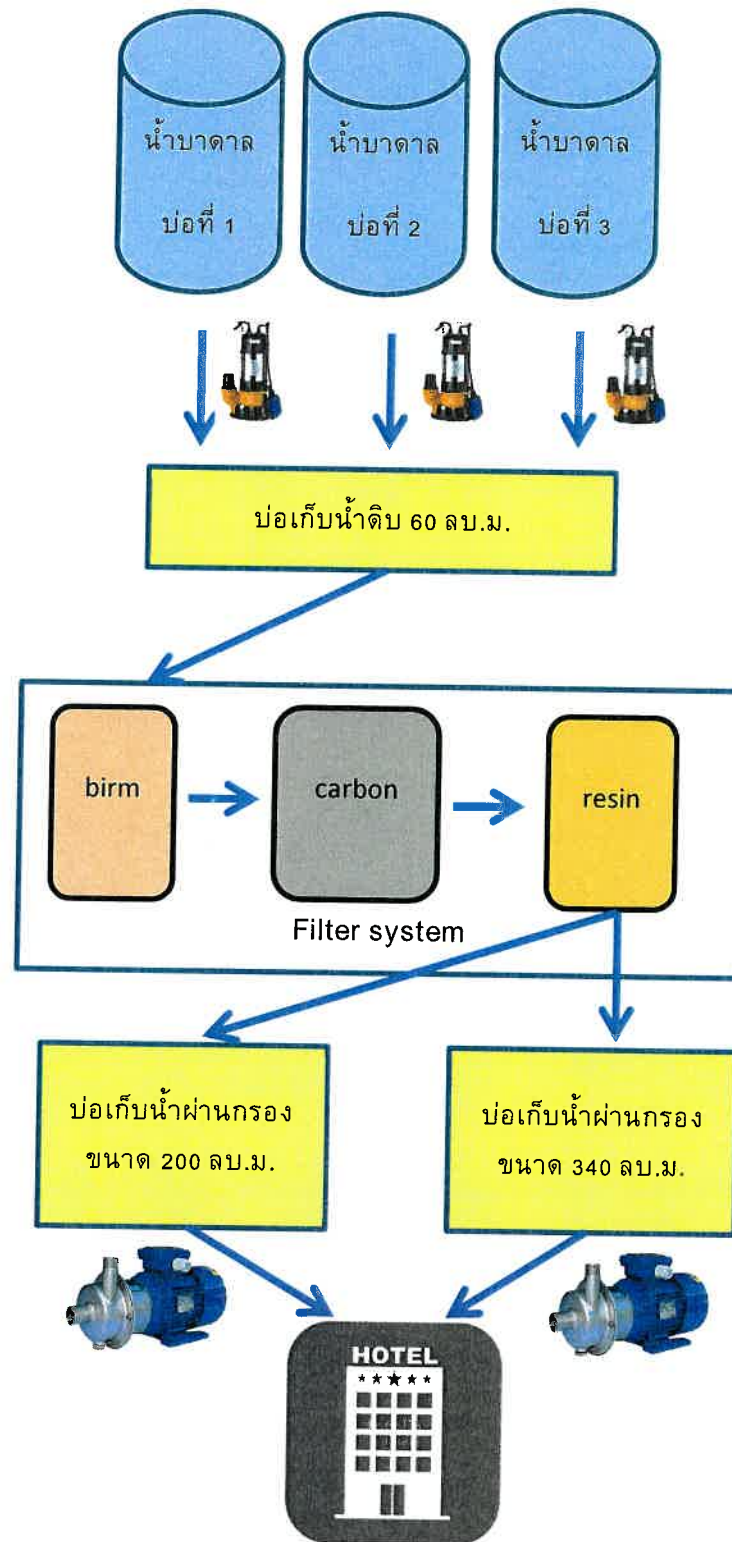 น้ำบาดาล
บ่อที่ 1
น้ำบาดาล
บ่อที่ 2
น้ำบาดาล
บ่อที่ 3
บ่อเก็บน้ำดิบ 60 ลบ.ม.
birm
carbon
resin
Filter system
บ่อเก็บน้ำผ่านกรอง
ขนาด 200 ลบ.ม.
บ่อเก็บน้ำผ่านกรอง
ขนาด 340 ลบ.ม.
HOTEL